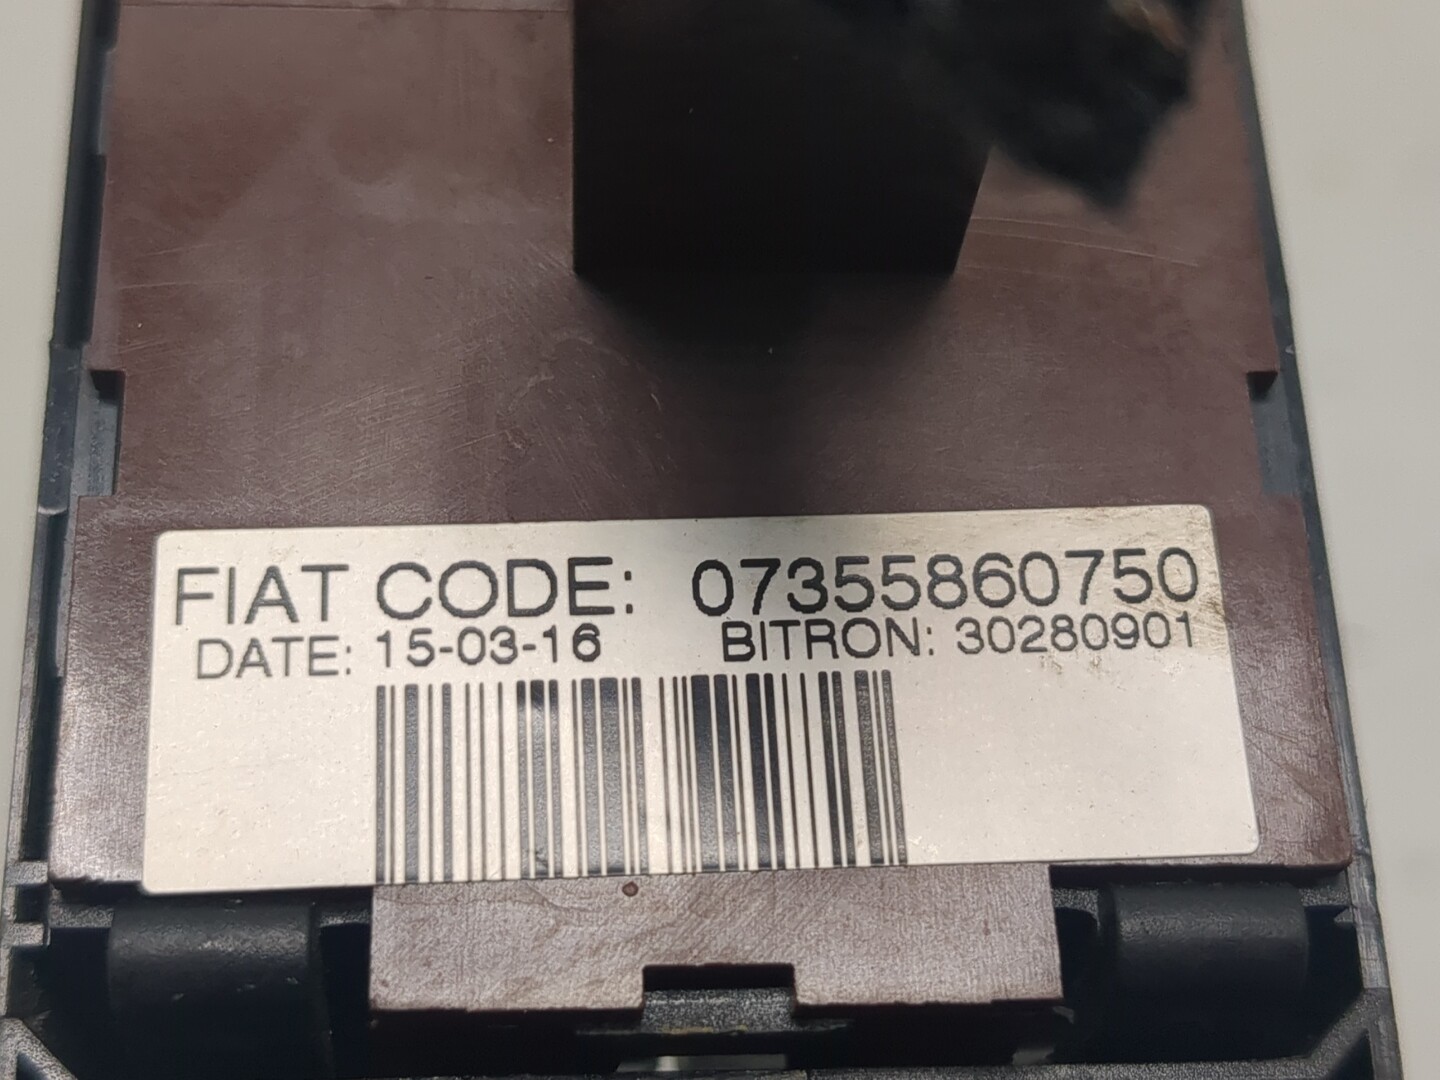 FIAT CODE: 07355860750
DATE: 15-03-16 BITRON: 30280901